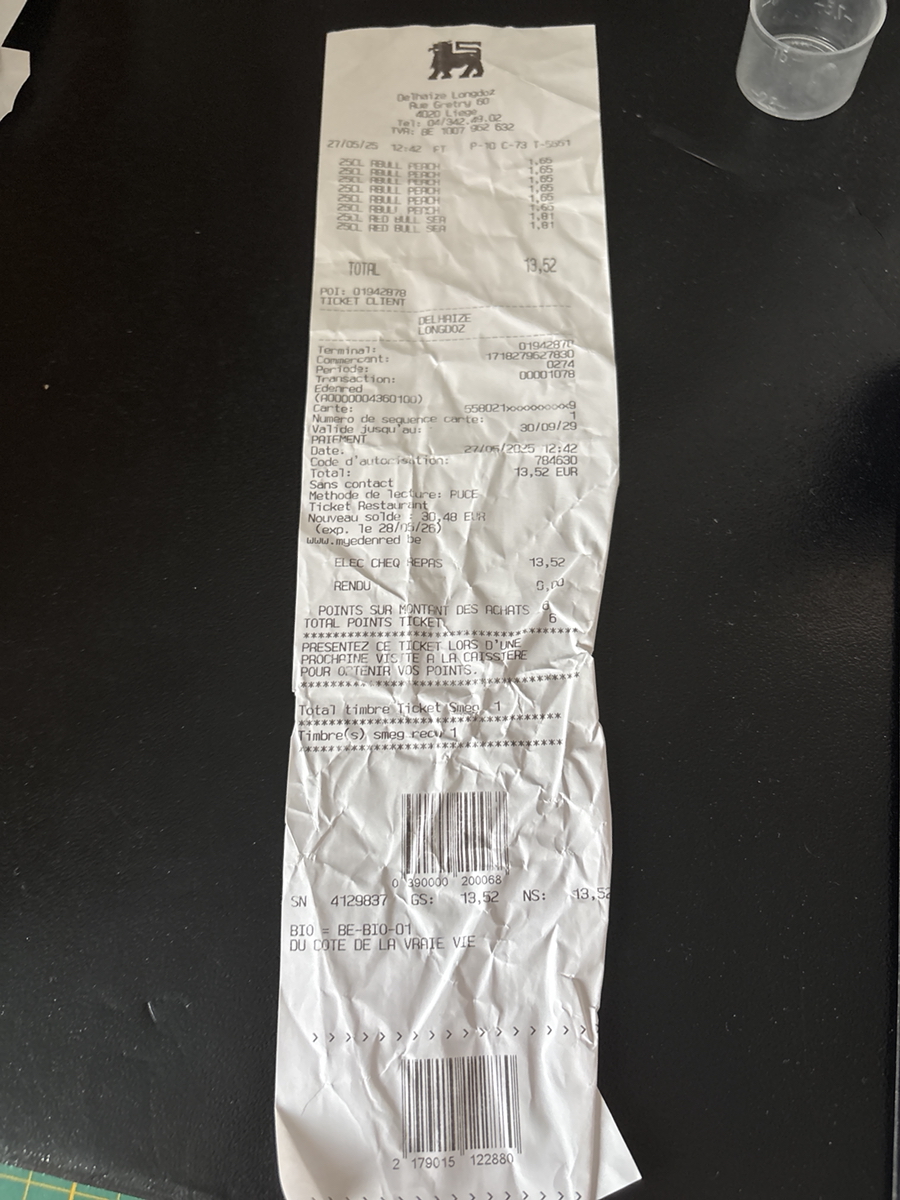 Delhaize Longdoz
Rue Gretry 60
4020 Liege
Tel: 04/342.49.02
TVA: BE 1007 962 632
27/05/25 12:42 FT P-10 C-73 T-5551
25CL RBULL PEACH 1,65
25CL RBULL PEACH 1,65
25CL RBULL PEACH 1,65
25CL RBULL PEACH 1,65
25CL RBULL PEACH 1,65
25CL RBULL PEACH 1,65
25CL RED BULL SEA 1,81
25CL RED BULL SEA 1,81
TOTAL 13,52
POI: 01942878
TICKET CLIENT
DELHAIZE
LONGDOZ
Terminal: 01942878
Commercant: 1718279627830
Periode: 0274
Transaction: 00001078
Edenred
(A0000004360100)
Carte: 558021xxxxxxxxx9
Numero de sequence carte: 1
Valide jusqu'au: 30/09/29
PAIEMENT
Date: 27/05/2025 12:42
Code d'autorisation: 784630
Total: 13,52 EUR
Sans contact
Methode de lecture: PUCE
Ticket Restaurant
Nouveau solde : 30,48 EUR
(exp. le 28/05/26)
www.myedenred.be
ELEC CHEQ REPAS 13,52
RENDU
POINTS SUR MONTANT DES ACHATS
TOTAL POINTS TICKET 6
********************************
PRESENTEZ CE TICKET LORS D'UNE
PROCHAINE VISITE A LA CAISSIERE
POUR OBTENIR VOS POINTS.
********************************
Total timbre Ticket Smeg 1
********************************
Timbre(s) smeg recu 1
********************************
0 390000 200068
SN 4129837 GS: 13,52 NS: 13,52
BIO = BE-BIO-01
DU COTE DE LA VRAIE VIE
> > > > > > > > > > > > > > >
2 179015 122880
> > > > > > > > > > > > > > >